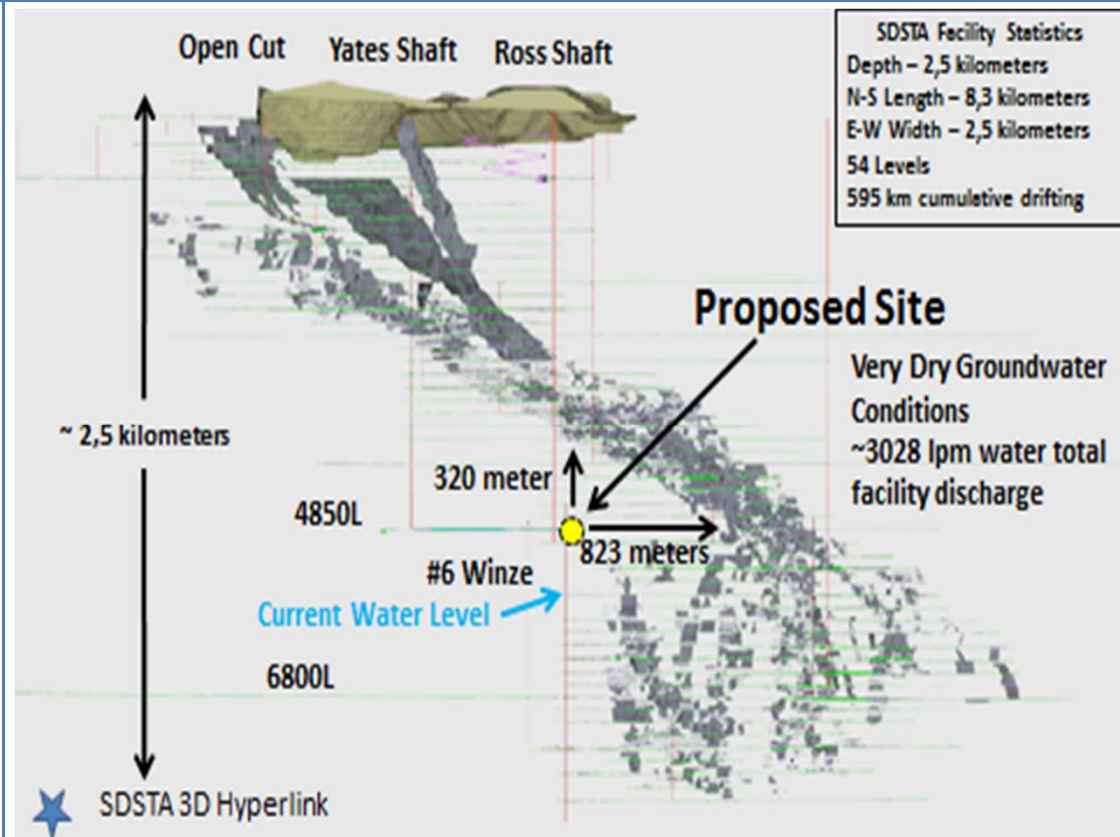 Open Cut Yates Shaft Ross Shaft
SDSTA Facility Statistics
Depth – 2,5 kilometers
N-S Length – 8,3 kilometers
E-W Width – 2,5 kilometers
54 Levels
595 km cumulative drifting
Proposed Site
Very Dry Groundwater
Conditions
~3028 lpm water total
facility discharge
~ 2,5 kilometers
320 meter
4850L
823 meters
#6 Winze
Current Water Level
6800L
SDSTA 3D Hyperlink